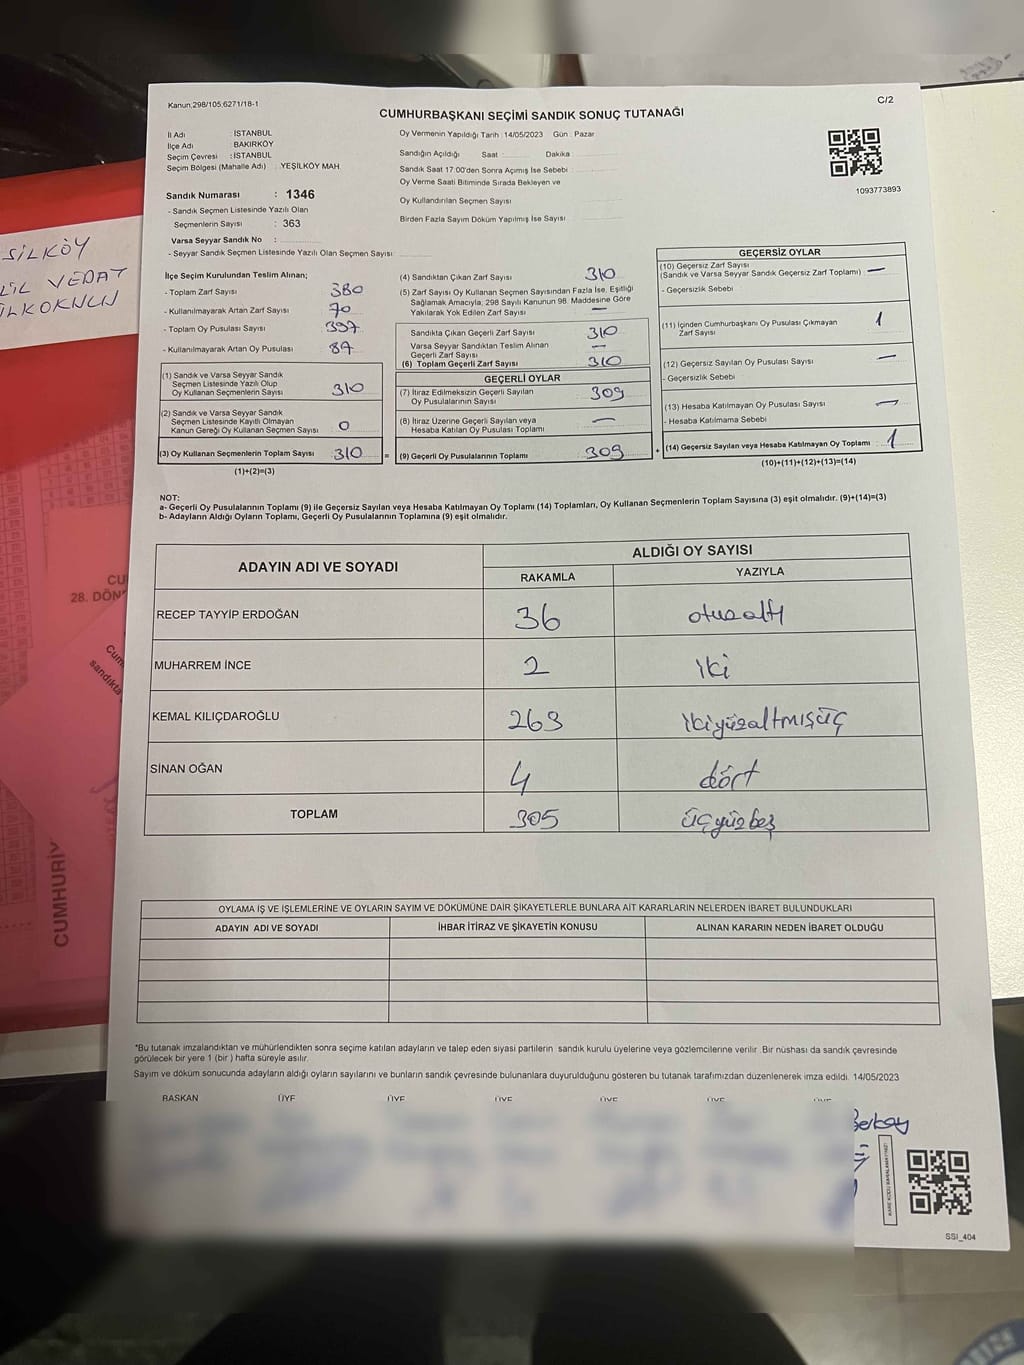 Kanun:298/105,6271/18-1
C/2
CUMHURBAŞKANI SEÇİMİ SANDIK SONUÇ TUTANAĞI
İl Adı : İSTANBUL
İlçe Adı : BAKIRKÖY
Seçim Çevresi : İSTANBUL
Seçim Bölgesi (Mahalle Adı) : YEŞİLKÖY MAH.
Oy Vermenin Yapıldığı Tarih : 14/05/2023 Gün : Pazar
Sandığın Açıldığı Saat Dakika
Sandık Saat 17:00'den Sonra Açımış İse Sebebi
Oy Verme Saati Bitiminde Sırada Bekleyen ve
Oy Kullandırılan Seçmen Sayısı
Birden Fazla Sayım Döküm Yapılmış İse Sayısı
1093773893
Sandık Numarası : 1346
- Sandık Seçmen Listesinde Yazılı Olan
Seçmenlerin Sayısı : 363
Varsa Seyyar Sandık No :
- Seyyar Sandık Seçmen Listesinde Yazılı Olan Seçmen Sayısı
SİLKÖY
VEDAT
İLKOKULU
İlçe Seçim Kurulundan Teslim Alınan;
- Toplam Zarf Sayısı 380
- Kullanılmayarak Artan Zarf Sayısı 70
- Toplam Oy Pusulası Sayısı 397
- Kullanılmayarak Artan Oy Pusulası 87
(1) Sandık ve Varsa Seyyar Sandık
Seçmen Listesinde Yazılı Olup
Oy Kullanan Seçmenlerin Sayısı 310
(2) Sandık ve Varsa Seyyar Sandık
Seçmen Listesinde Kayıtlı Olmayan
Kanun Gereği Oy Kullanan Seçmen Sayısı 0
(3) Oy Kullanan Seçmenlerin Toplam Sayısı 310
(1)+(2)=(3)
=
(4) Sandıktan Çıkan Zarf Sayısı 310
(5) Zarf Sayısı Oy Kullanan Seçmen Sayısından Fazla İse, Eşitliği
Sağlamak Amacıyla, 298 Sayılı Kanunun 98. Maddesine Göre
Yakılarak Yok Edilen Zarf Sayısı —
Sandıkta Çıkan Geçerli Zarf Sayısı 310
Varsa Seyyar Sandıktan Teslim Alınan
Geçerli Zarf Sayısı —
(6) Toplam Geçerli Zarf Sayısı 310
GEÇERLİ OYLAR
(7) İtiraz Edilmeksizin Geçerli Sayılan
Oy Pusulalarının Sayısı 309
(8) İtiraz Üzerine Geçerli Sayılan veya
Hesaba Katılan Oy Pusulası Toplamı —
(9) Geçerli Oy Pusulalarının Toplamı 309
+
GEÇERSİZ OYLAR
(10) Geçersiz Zarf Sayısı
(Sandık ve Varsa Seyyar Sandık Geçersiz Zarf Toplamı) —
- Geçersizlik Sebebi
(11) İçinden Cumhurbaşkanı Oy Pusulası Çıkmayan
Zarf Sayısı 1
(12) Geçersiz Sayılan Oy Pusulası Sayısı —
- Geçersizlik Sebebi
(13) Hesaba Katılmayan Oy Pusulası Sayısı —
- Hesaba Katılmama Sebebi
(14) Geçersiz Sayılan veya Hesaba Katılmayan Oy Toplamı : 1
(10)+(11)+(12)+(13)=(14)
NOT:
a- Geçerli Oy Pusulalarının Toplamı (9) ile Geçersiz Sayılan veya Hesaba Katılmayan Oy Toplamı (14) Toplamları, Oy Kullanan Seçmenlerin Toplam Sayısına (3) eşit olmalıdır. (9)+(14)=(3)
b- Adayların Aldığı Oyların Toplamı, Geçerli Oy Pusulalarının Toplamına (9) eşit olmalıdır.
ADAYIN ADI VE SOYADI
ALDIĞI OY SAYISI
RAKAMLA YAZIYLA
RECEP TAYYİP ERDOĞAN 36 otuzaltı
MUHARREM İNCE 2 iki
KEMAL KILIÇDAROĞLU 263 ikiyüzaltmışüç
SİNAN OĞAN 4 dört
TOPLAM 305 üçyüzbeş
CU
28. DÖN
Cum
sandıkta
CUMHURİY
OYLAMA İŞ VE İŞLEMLERİNE VE OYLARIN SAYIM VE DÖKÜMÜNE DAİR ŞİKAYETLERLE BUNLARA AİT KARARLARIN NELERDEN İBARET BULUNDUKLARI
ADAYIN ADI VE SOYADI İHBAR İTİRAZ VE ŞİKAYETİN KONUSU ALINAN KARARIN NEDEN İBARET OLDUĞU
*Bu tutanak imzalandıktan ve mühürlendikten sonra seçime katılan adayların ve talep eden siyasi partilerin sandık kurulu üyelerine veya gözlemcilerine verilir. Bir nüshası da sandık çevresinde
görülecek bir yere 1 (bir) hafta süreyle asılır.
Sayım ve döküm sonucunda adayların aldığı oyların sayılarını ve bunların sandık çevresinde bulunanlara duyurulduğunu gösteren bu tutanak tarafımızdan düzenlenerek imza edildi. 14/05/2023
BAŞKAN ÜYE ÜYE ÜYE ÜYE ÜYE ÜYE
Berkay
SSI_404